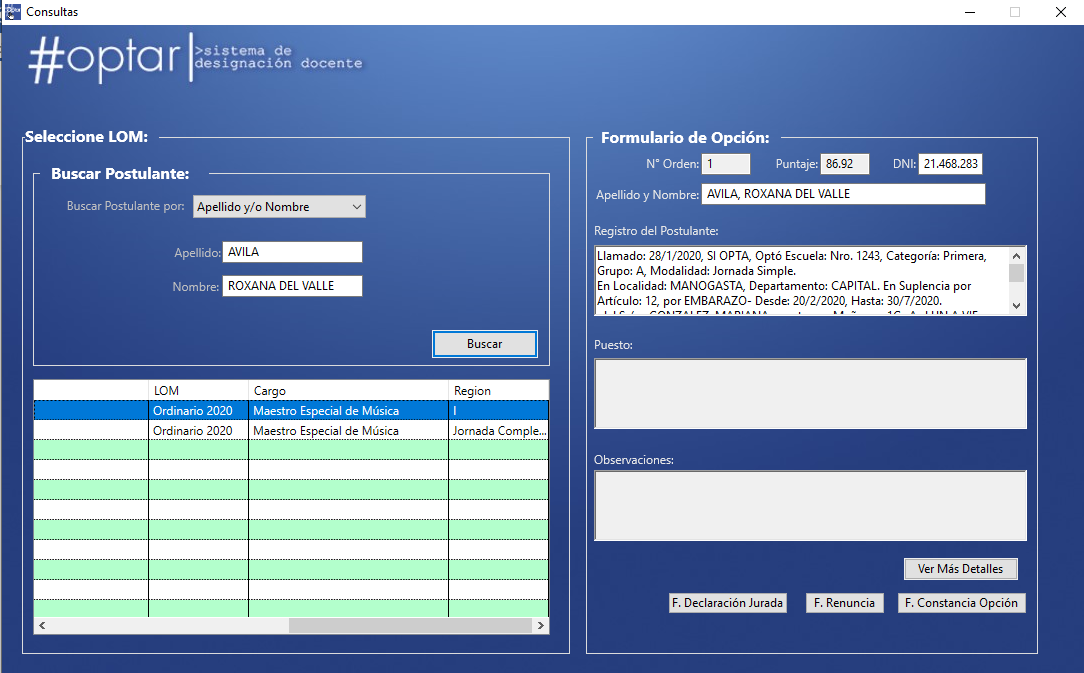 Consultas
#optar
>sistema de
designación docente
Seleccione LOM:
Buscar Postulante:
Buscar Postulante por: Apellido y/o Nombre
Apellido: AVILA
Nombre: ROXANA DEL VALLE
Buscar
LOM Cargo Region
Ordinario 2020 Maestro Especial de Música I
Ordinario 2020 Maestro Especial de Música Jornada Comple...
Formulario de Opción:
N° Orden: 1 Puntaje: 86.92 DNI: 21.468.283
Apellido y Nombre: AVILA, ROXANA DEL VALLE
Registro del Postulante:
Llamado: 28/1/2020, SI OPTA, Optó Escuela: Nro. 1243, Categoría: Primera,
Grupo: A, Modalidad: Jornada Simple.
En Localidad: MANOGASTA, Departamento: CAPITAL. En Suplencia por
Artículo: 12, por EMBARAZO- Desde: 20/2/2020, Hasta: 30/7/2020.
GONZALEZ, MARIANA
Puesto:
Observaciones:
Ver Más Detalles
F. Declaración Jurada F. Renuncia F. Constancia Opción